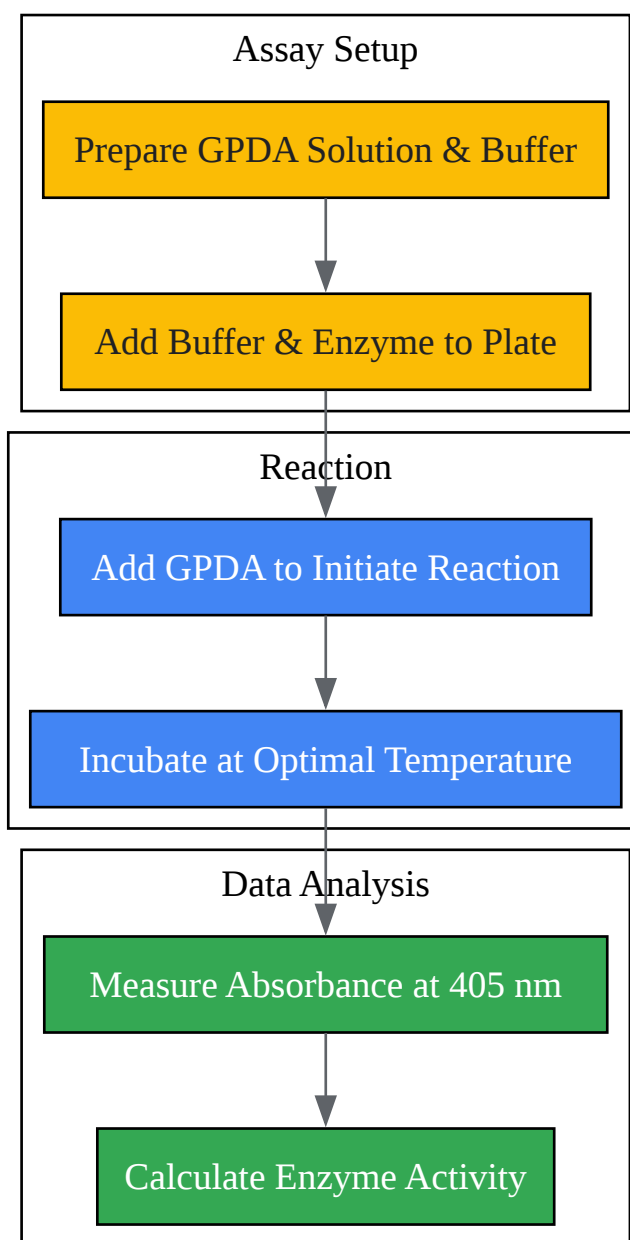 Assay Setup
Prepare GPDA Solution & Buffer
Add Buffer & Enzyme to Plate
Reaction
Add GPDA to Initiate Reaction
Incubate at Optimal Temperature
Data Analysis
Measure Absorbance at 405 nm
Calculate Enzyme Activity